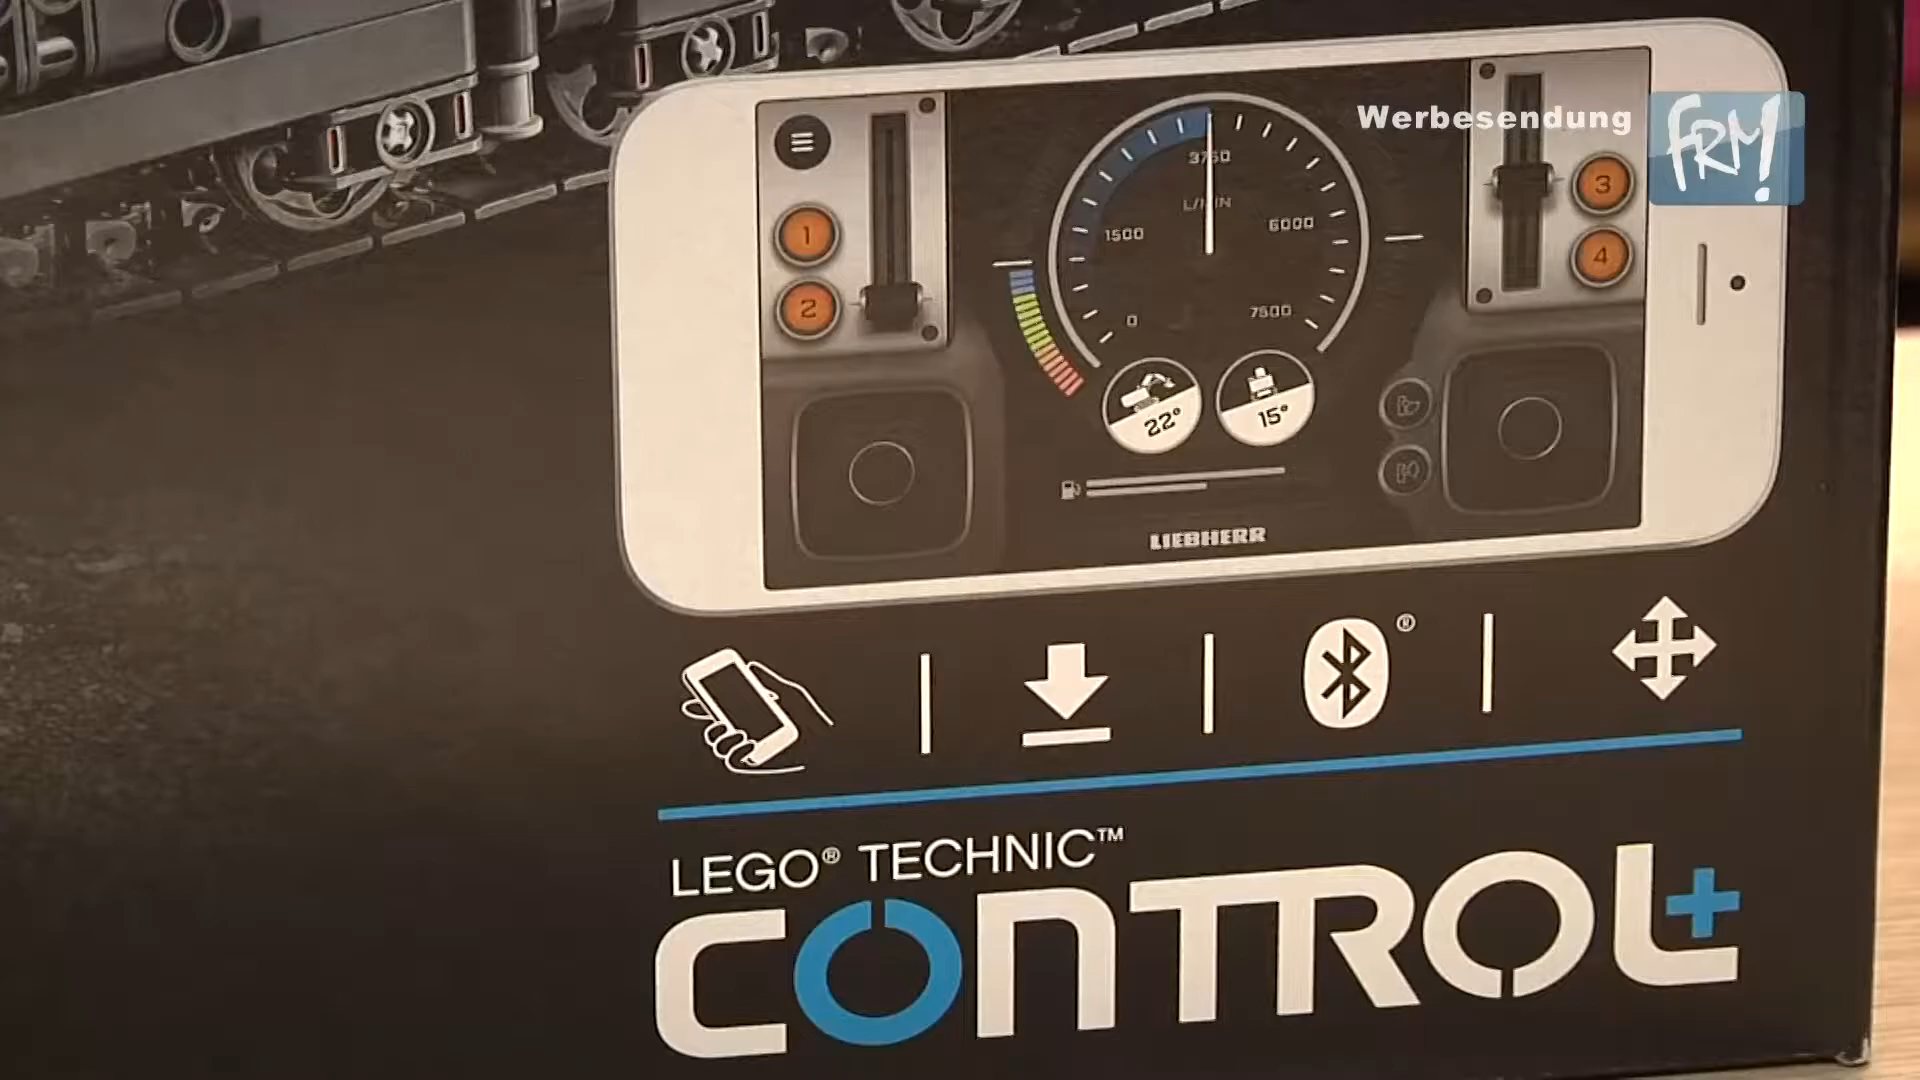 Werbesendung
FRM!
1
2
3
4
3750
L/MIN
1500
6000
0
7500
22°
15°
LIEBHERR
®
LEGO® TECHNIC™
CONTROL+